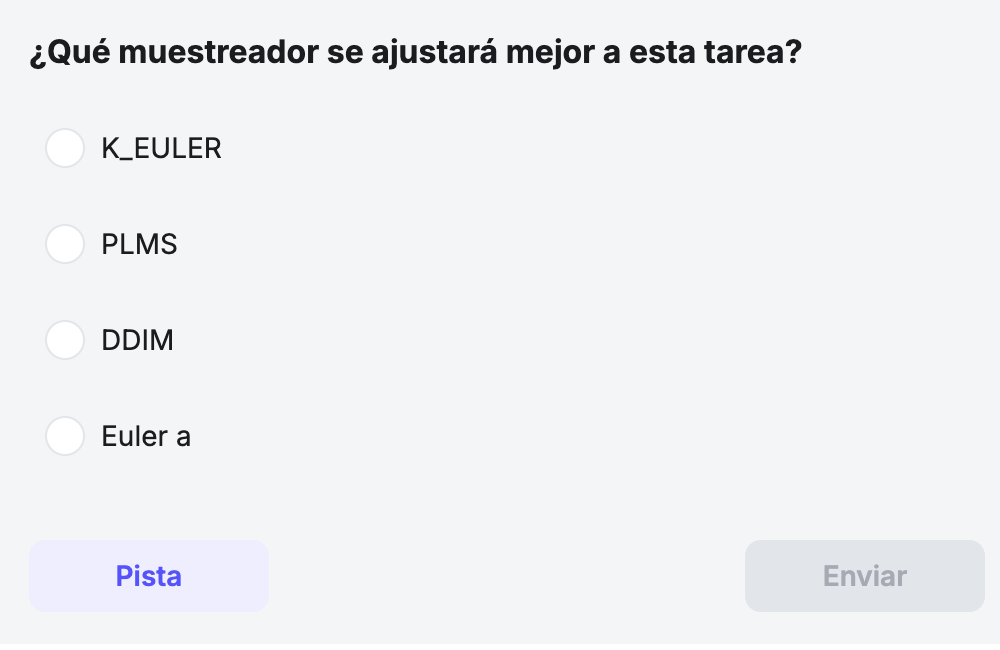 ¿Qué muestreador se ajustará mejor a esta tarea?
K_EULER
PLMS
DDIM
Euler a
Pista
Enviar